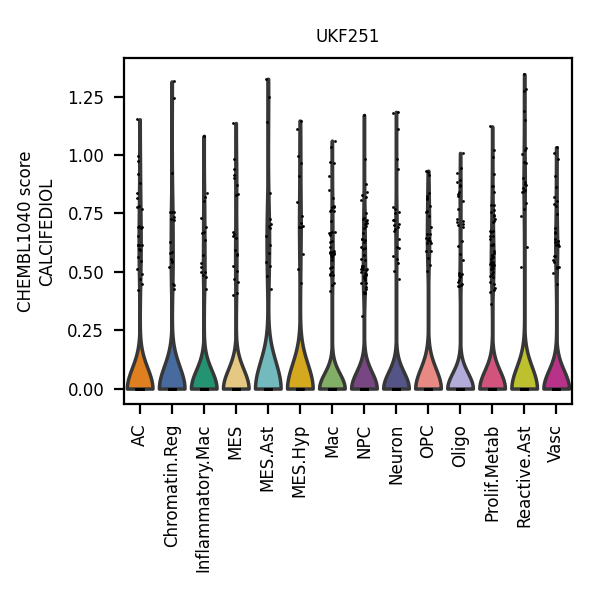 UKF251
CHEMBL1040 score
CALCIFEDIOL
1.25
1.00
0.75
0.50
0.25
0.00
AC
Chromatin.Reg
Inflammatory.Mac
MES
MES.Ast
MES.Hyp
Mac
NPC
Neuron
OPC
Oligo
Prolif.Metab
Reactive.Ast
Vasc